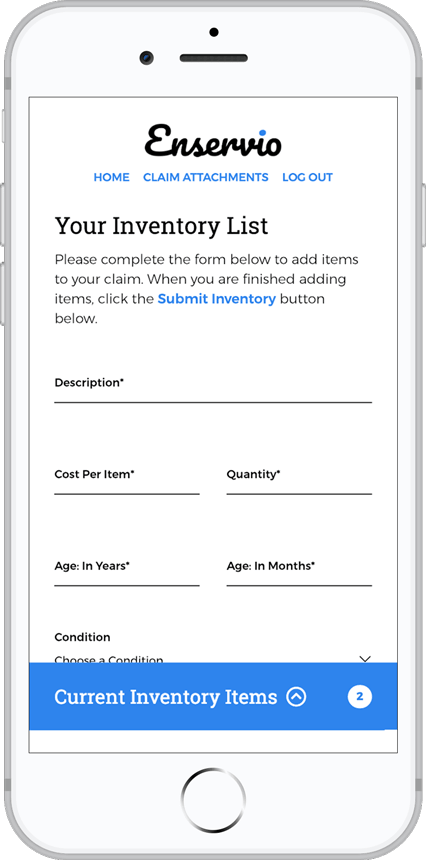 Enservio
HOME CLAIM ATTACHMENTS LOG OUT
Your Inventory List
Please complete the form below to add items
to your claim. When you are finished adding
items, click the Submit Inventory button
below.
Description*
Cost Per Item* Quantity*
Age: In Years* Age: In Months*
Condition
Choose a Condition
Current Inventory Items 2